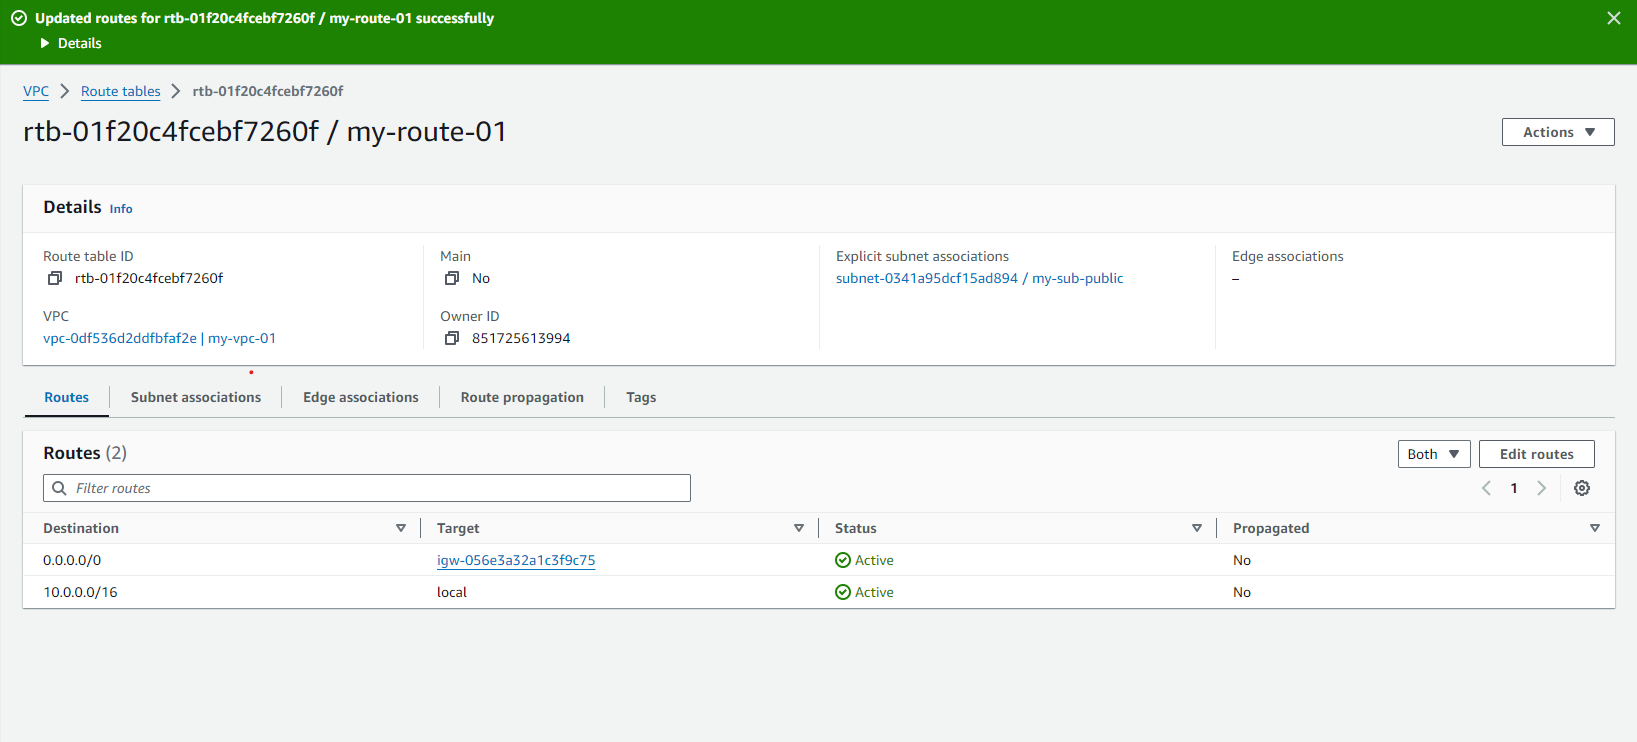 Updated routes for rtb-01f20c4fcebf7260f / my-route-01 successfully
Details
VPC > Route tables > rtb-01f20c4fcebf7260f
rtb-01f20c4fcebf7260f / my-route-01
Actions
Details Info
Route table ID
rtb-01f20c4fcebf7260f
Main
No
Explicit subnet associations
subnet-0341a95dcf15ad894 / my-sub-public
Edge associations
–
VPC
vpc-0df536d2ddfbfaf2e | my-vpc-01
Owner ID
851725613994
Routes Subnet associations Edge associations Route propagation Tags
Routes (2)
Both Edit routes
Filter routes
1
Destination Target Status Propagated
0.0.0.0/0 igw-056e3a32a1c3f9c75 Active No
10.0.0.0/16 local Active No